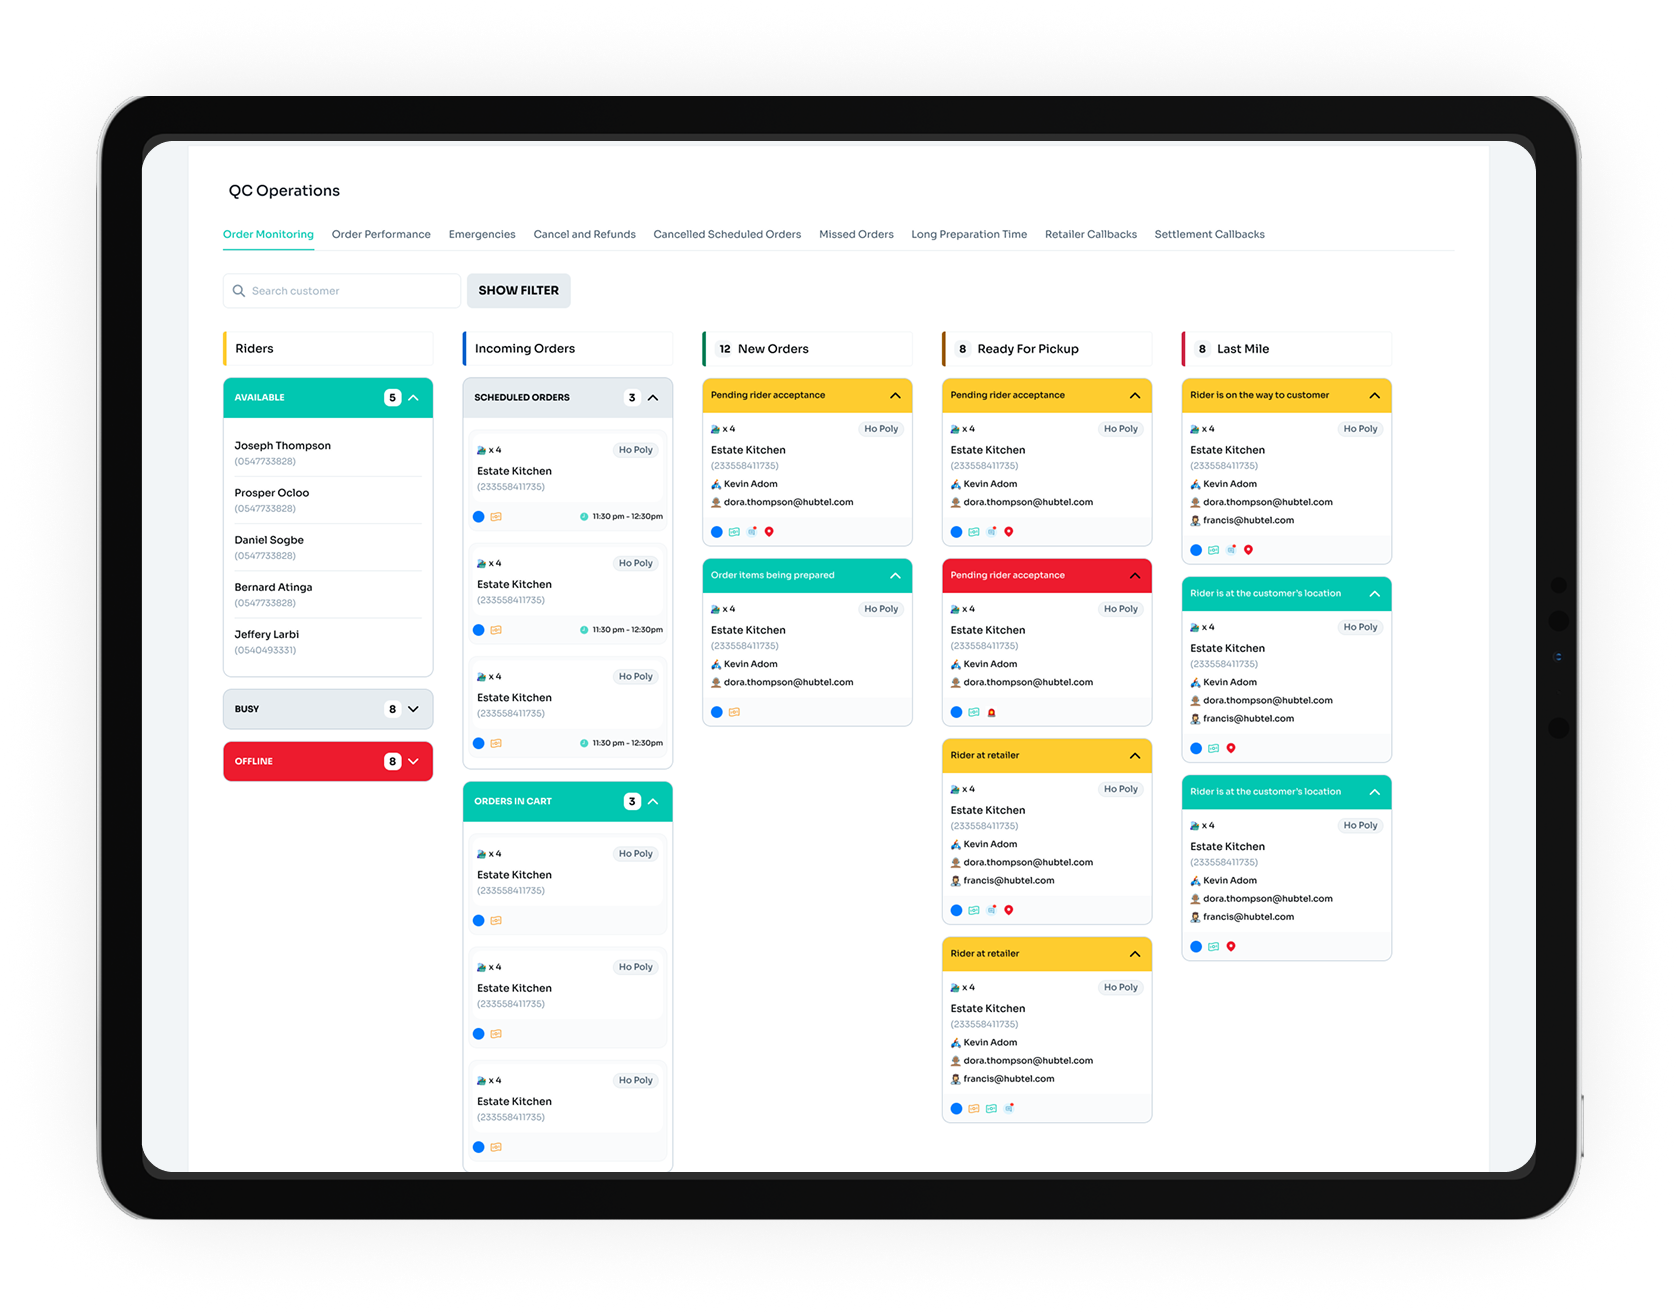 QC Operations
Order Monitoring Order Performance Emergencies Cancel and Refunds Cancelled Scheduled Orders Missed Orders Long Preparation Time Retailer Callbacks Settlement Callbacks
Search customer
SHOW FILTER
Riders
AVAILABLE 5
Joseph Thompson
(0547733828)
Prosper Ocloo
(0547733828)
Daniel Sogbe
(0547733828)
Bernard Atinga
(0547733828)
Jeffery Larbi
(0540493331)
BUSY 8
OFFLINE 8
Incoming Orders
SCHEDULED ORDERS 3
x 4 Ho Poly
Estate Kitchen
(233558411735)
11:30 pm - 12:30pm
x 4 Ho Poly
Estate Kitchen
(233558411735)
11:30 pm - 12:30pm
x 4 Ho Poly
Estate Kitchen
(233558411735)
11:30 pm - 12:30pm
ORDERS IN CART 3
x 4 Ho Poly
Estate Kitchen
(233558411735)
x 4 Ho Poly
Estate Kitchen
(233558411735)
x 4 Ho Poly
Estate Kitchen
(233558411735)
12 New Orders
Pending rider acceptance
x 4 Ho Poly
Estate Kitchen
(233558411735)
Kevin Adom
dora.thompson@hubtel.com
Order items being prepared
x 4 Ho Poly
Estate Kitchen
(233558411735)
Kevin Adom
dora.thompson@hubtel.com
8 Ready For Pickup
Pending rider acceptance
x 4 Ho Poly
Estate Kitchen
(233558411735)
Kevin Adom
dora.thompson@hubtel.com
Pending rider acceptance
x 4 Ho Poly
Estate Kitchen
(233558411735)
Kevin Adom
dora.thompson@hubtel.com
Rider at retailer
x 4 Ho Poly
Estate Kitchen
(233558411735)
Kevin Adom
dora.thompson@hubtel.com
francis@hubtel.com
Rider at retailer
x 4 Ho Poly
Estate Kitchen
(233558411735)
Kevin Adom
dora.thompson@hubtel.com
francis@hubtel.com
8 Last Mile
Rider is on the way to customer
x 4 Ho Poly
Estate Kitchen
(233558411735)
Kevin Adom
dora.thompson@hubtel.com
francis@hubtel.com
Rider is at the customer's location
x 4 Ho Poly
Estate Kitchen
(233558411735)
Kevin Adom
dora.thompson@hubtel.com
francis@hubtel.com
Rider is at the customer's location
x 4 Ho Poly
Estate Kitchen
(233558411735)
Kevin Adom
dora.thompson@hubtel.com
francis@hubtel.com